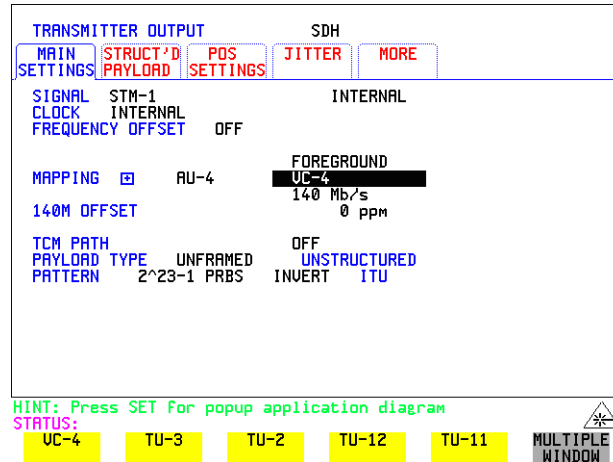 TRANSMITTER OUTPUT SDH
MAIN SETTINGS STRUCT'D PAYLOAD POS SETTINGS JITTER MORE
SIGNAL STM-1 INTERNAL
CLOCK INTERNAL
FREQUENCY OFFSET OFF
FOREGROUND
MAPPING + AU-4 VC-4
140 Mb/s
140M OFFSET 0 ppm
TCM PATH OFF
PAYLOAD TYPE UNFRAMED UNSTRUCTURED
PATTERN 2^23-1 PRBS INVERT ITU
HINT: Press SET for popup application diagram
STATUS:
VC-4 TU-3 TU-2 TU-12 TU-11 MULTIPLE WINDOW